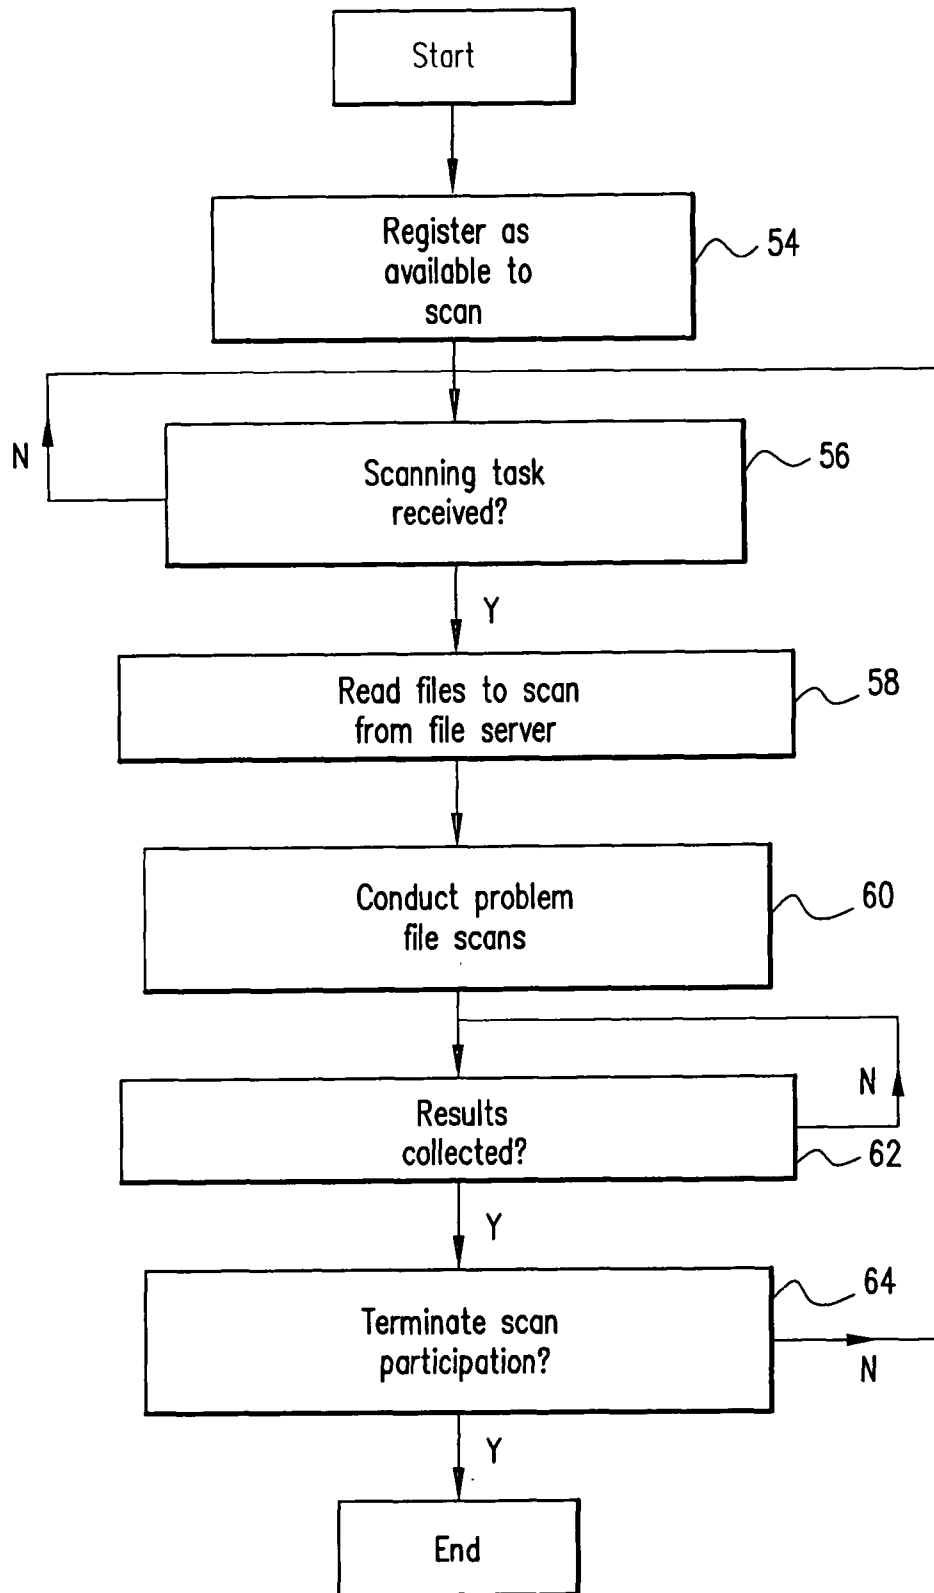 Start
Register as
available to
scan
54
N
Scanning task
received?
56
Y
Read files to scan
from file server
58
Conduct problem
file scans
60
N
Results
collected?
62
Y
Terminate scan
participation?
64
N
Y
End